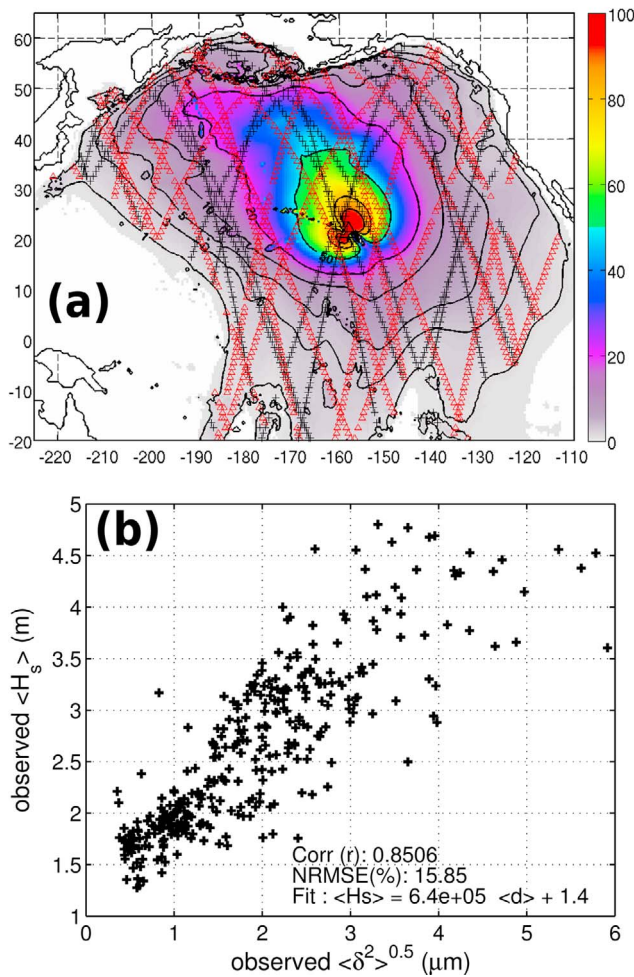 (a)
60
50
40
30
20
10
0
-10
-20
-220 -210 -200 -190 -180 -170 -160 -150 -140 -130 -120 -110
100
80
60
40
20
0
(b)
5
4.5
4
3.5
3
2.5
2
1.5
1
observed <H_s> (m)
Corr (r): 0.8506
NRMSE(%): 15.85
Fit : <Hs> = 6.4e+05 <d> + 1.4
0 1 2 3 4 5 6
observed <δ²>^0.5 (μm)